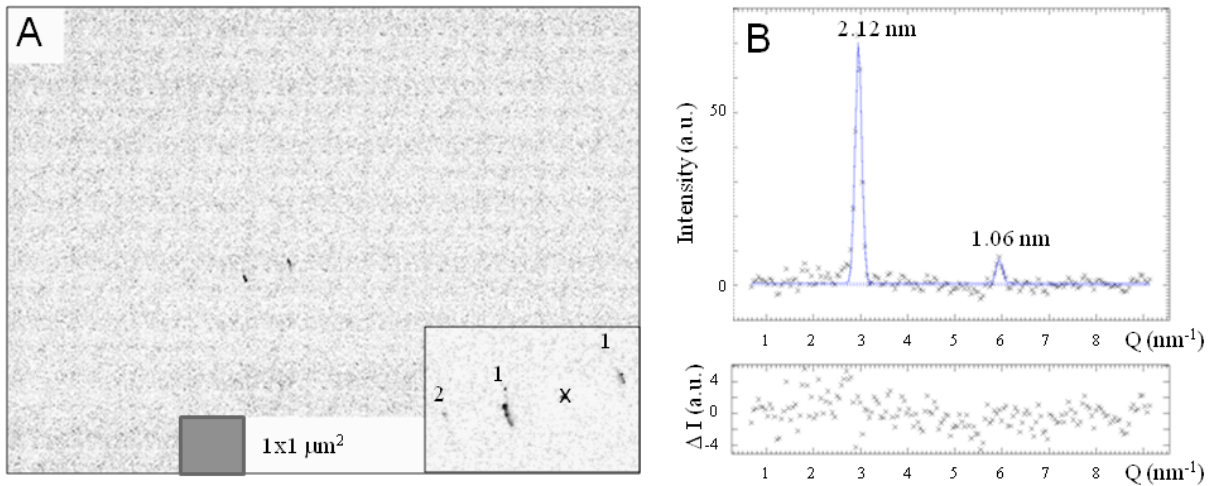 A
1
1
2
X
1x1 μm²
B
2.12 nm
1.06 nm
50
0
Intensity (a.u.)
1 2 3 4 5 6 7 8 Q (nm⁻¹)
4
0
-4
Δ I (a.u.)
1 2 3 4 5 6 7 8 Q (nm⁻¹)